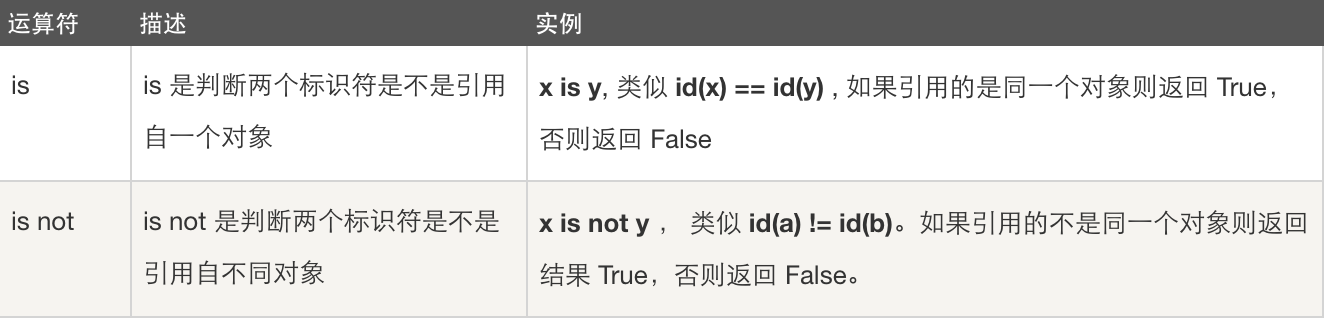 运算符 描述 实例
is is 是判断两个标识符是不是引用 x is y, 类似 id(x) == id(y) , 如果引用的是同一个对象则返回 True，
自一个对象 否则返回 False
is not is not 是判断两个标识符是不是 x is not y ， 类似 id(a) != id(b)。如果引用的不是同一个对象则返回
引用自不同对象 结果 True，否则返回 False。